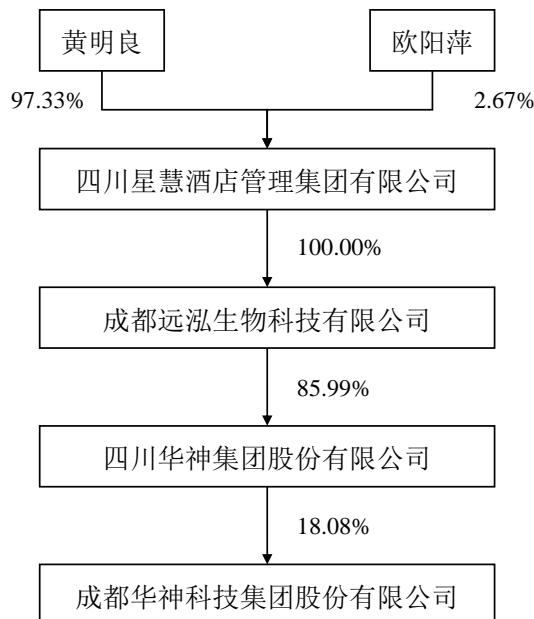 黄明良
欧阳萍
97.33%
2.67%
四川星慧酒店管理集团有限公司
100.00%
成都远泓生物科技有限公司
85.99%
四川华神集团股份有限公司
18.08%
成都华神科技集团股份有限公司